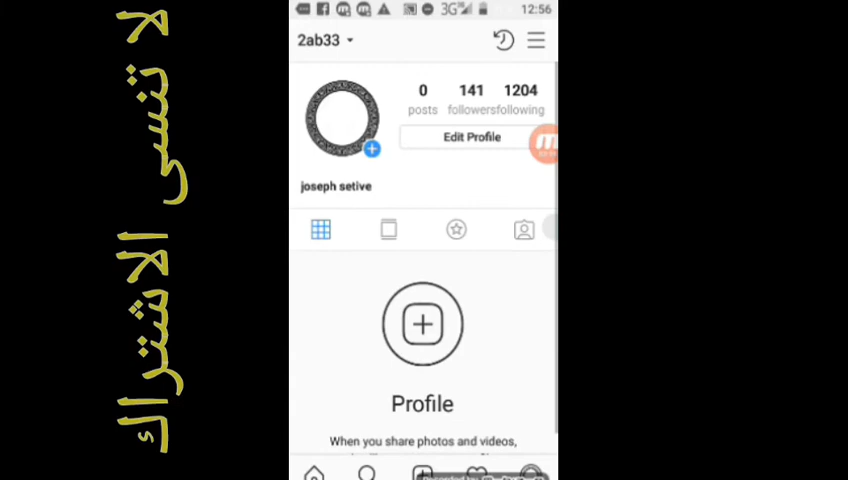 لا تنسى الاشتراك
3G 12:56
2ab33
0 141 1204
posts followers following
Edit Profile
joseph setive
Profile
When you share photos and videos,